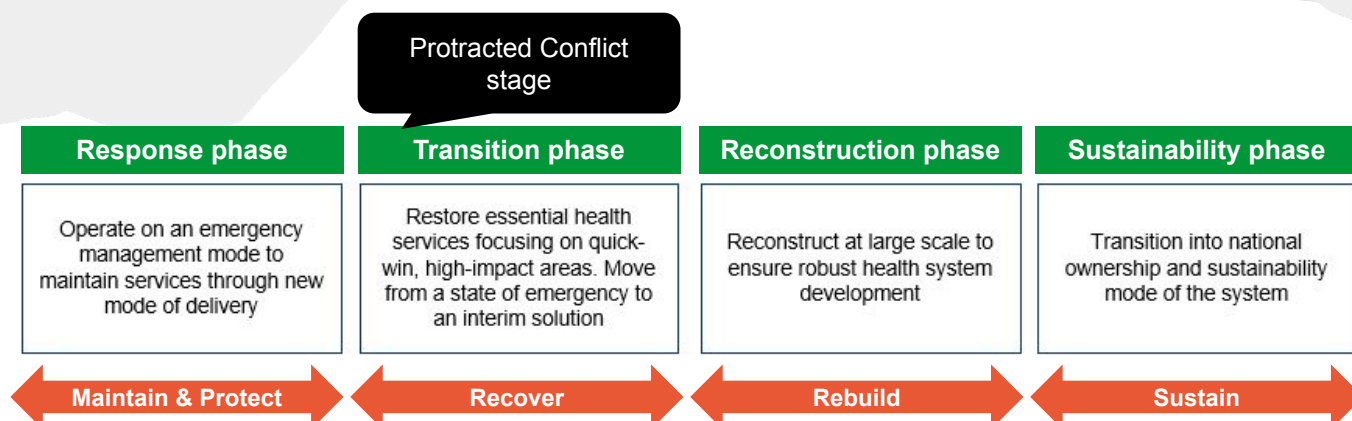 Protracted Conflict
stage
Response phase
Transition phase
Reconstruction phase
Sustainability phase
Operate on an emergency
management mode to
maintain services through new
mode of delivery
Restore essential health
services focusing on quick-
win, high-impact areas. Move
from a state of emergency to
an interim solution
Reconstruct at large scale to
ensure robust health system
development
Transition into national
ownership and sustainability
mode of the system
Maintain & Protect
Recover
Rebuild
Sustain